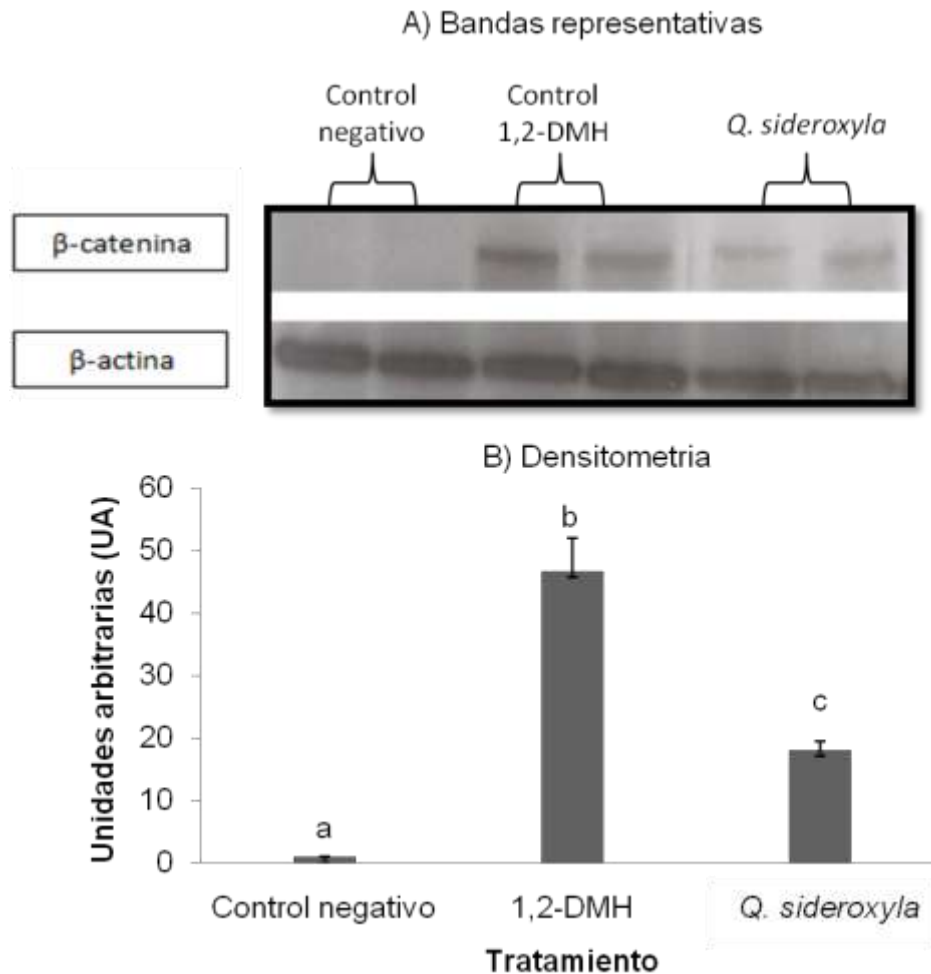 A) Bandas representativas
Control
negativo
Control
1,2-DMH
Q. sideroxyla
β-catenina
β-actina
B) Densitometria
Unidades arbitrarias (UA)
60
50
40
30
20
10
0
a
b
c
Control negativo
1,2-DMH
Q. sideroxyla
Tratamiento